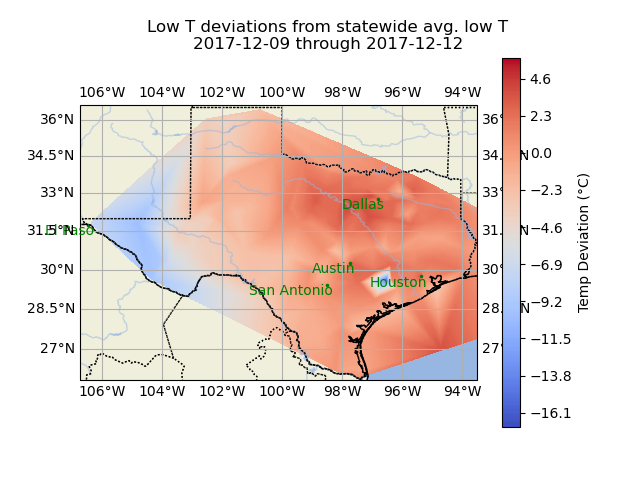 Low T deviations from statewide avg. low T
2017-12-09 through 2017-12-12
106°W 104°W 102°W 100°W 98°W 96°W 94°W
36°N 36°N
34.5°N 34.5°N
33°N 33°N
31.5°N 31.5°N
30°N 30°N
28.5°N 28.5°N
27°N 27°N
El Paso
Dallas
Austin
San Antonio
Houston
106°W 104°W 102°W 100°W 98°W 96°W 94°W
4.6
2.3
0.0
−2.3
−4.6
−6.9
−9.2
−11.5
−13.8
−16.1
Temp Deviation (°C)